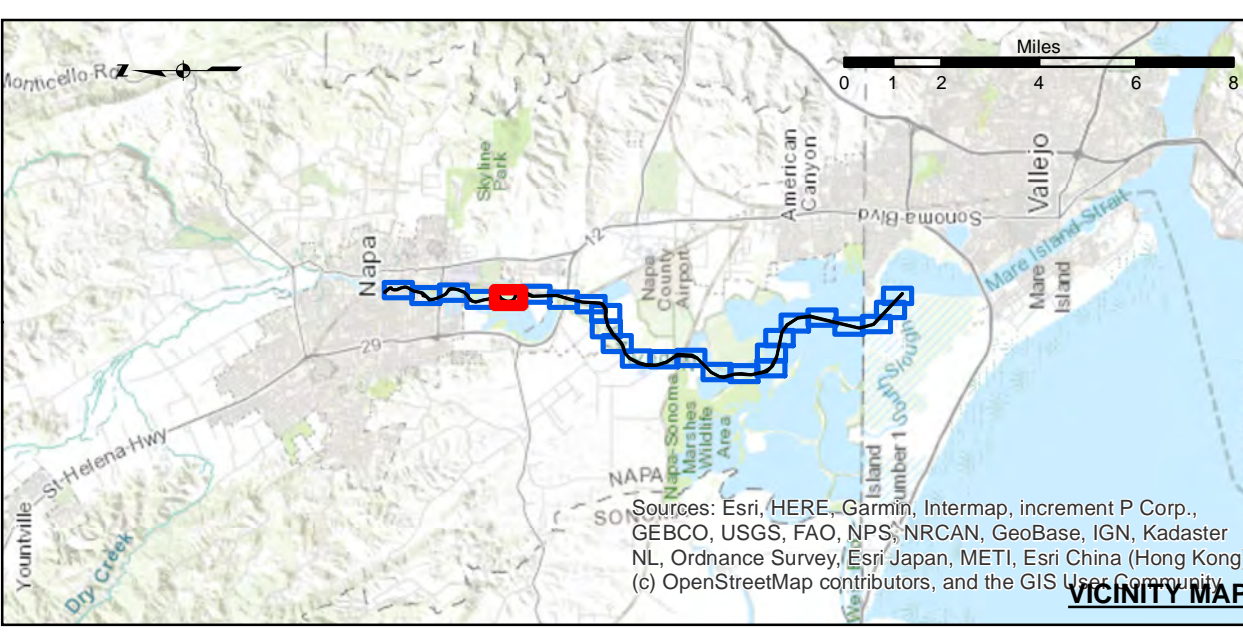 Monticello Rd
Z
Miles
0 1 2 4 6 8
Skyline
Park
American
Canyon
Vallejo
Sonoma Blvd
Mare Island Strait
Napa
12
Napa
County
Airport
Mare
Island
29
South Slough
Napa-Sonoma
Marshes
Wildlife
Area
St Helena Hwy
NAPA
Island
Number 1
Yountville
Dry Creek
Sources: Esri, HERE, Garmin, Intermap, increment P Corp.,
GEBCO, USGS, FAO, NPS, NRCAN, GeoBase, IGN, Kadaster
NL, Ordnance Survey, Esri Japan, METI, Esri China (Hong Kong
(c) OpenStreetMap contributors, and the GIS User Community
VICINITY MAP